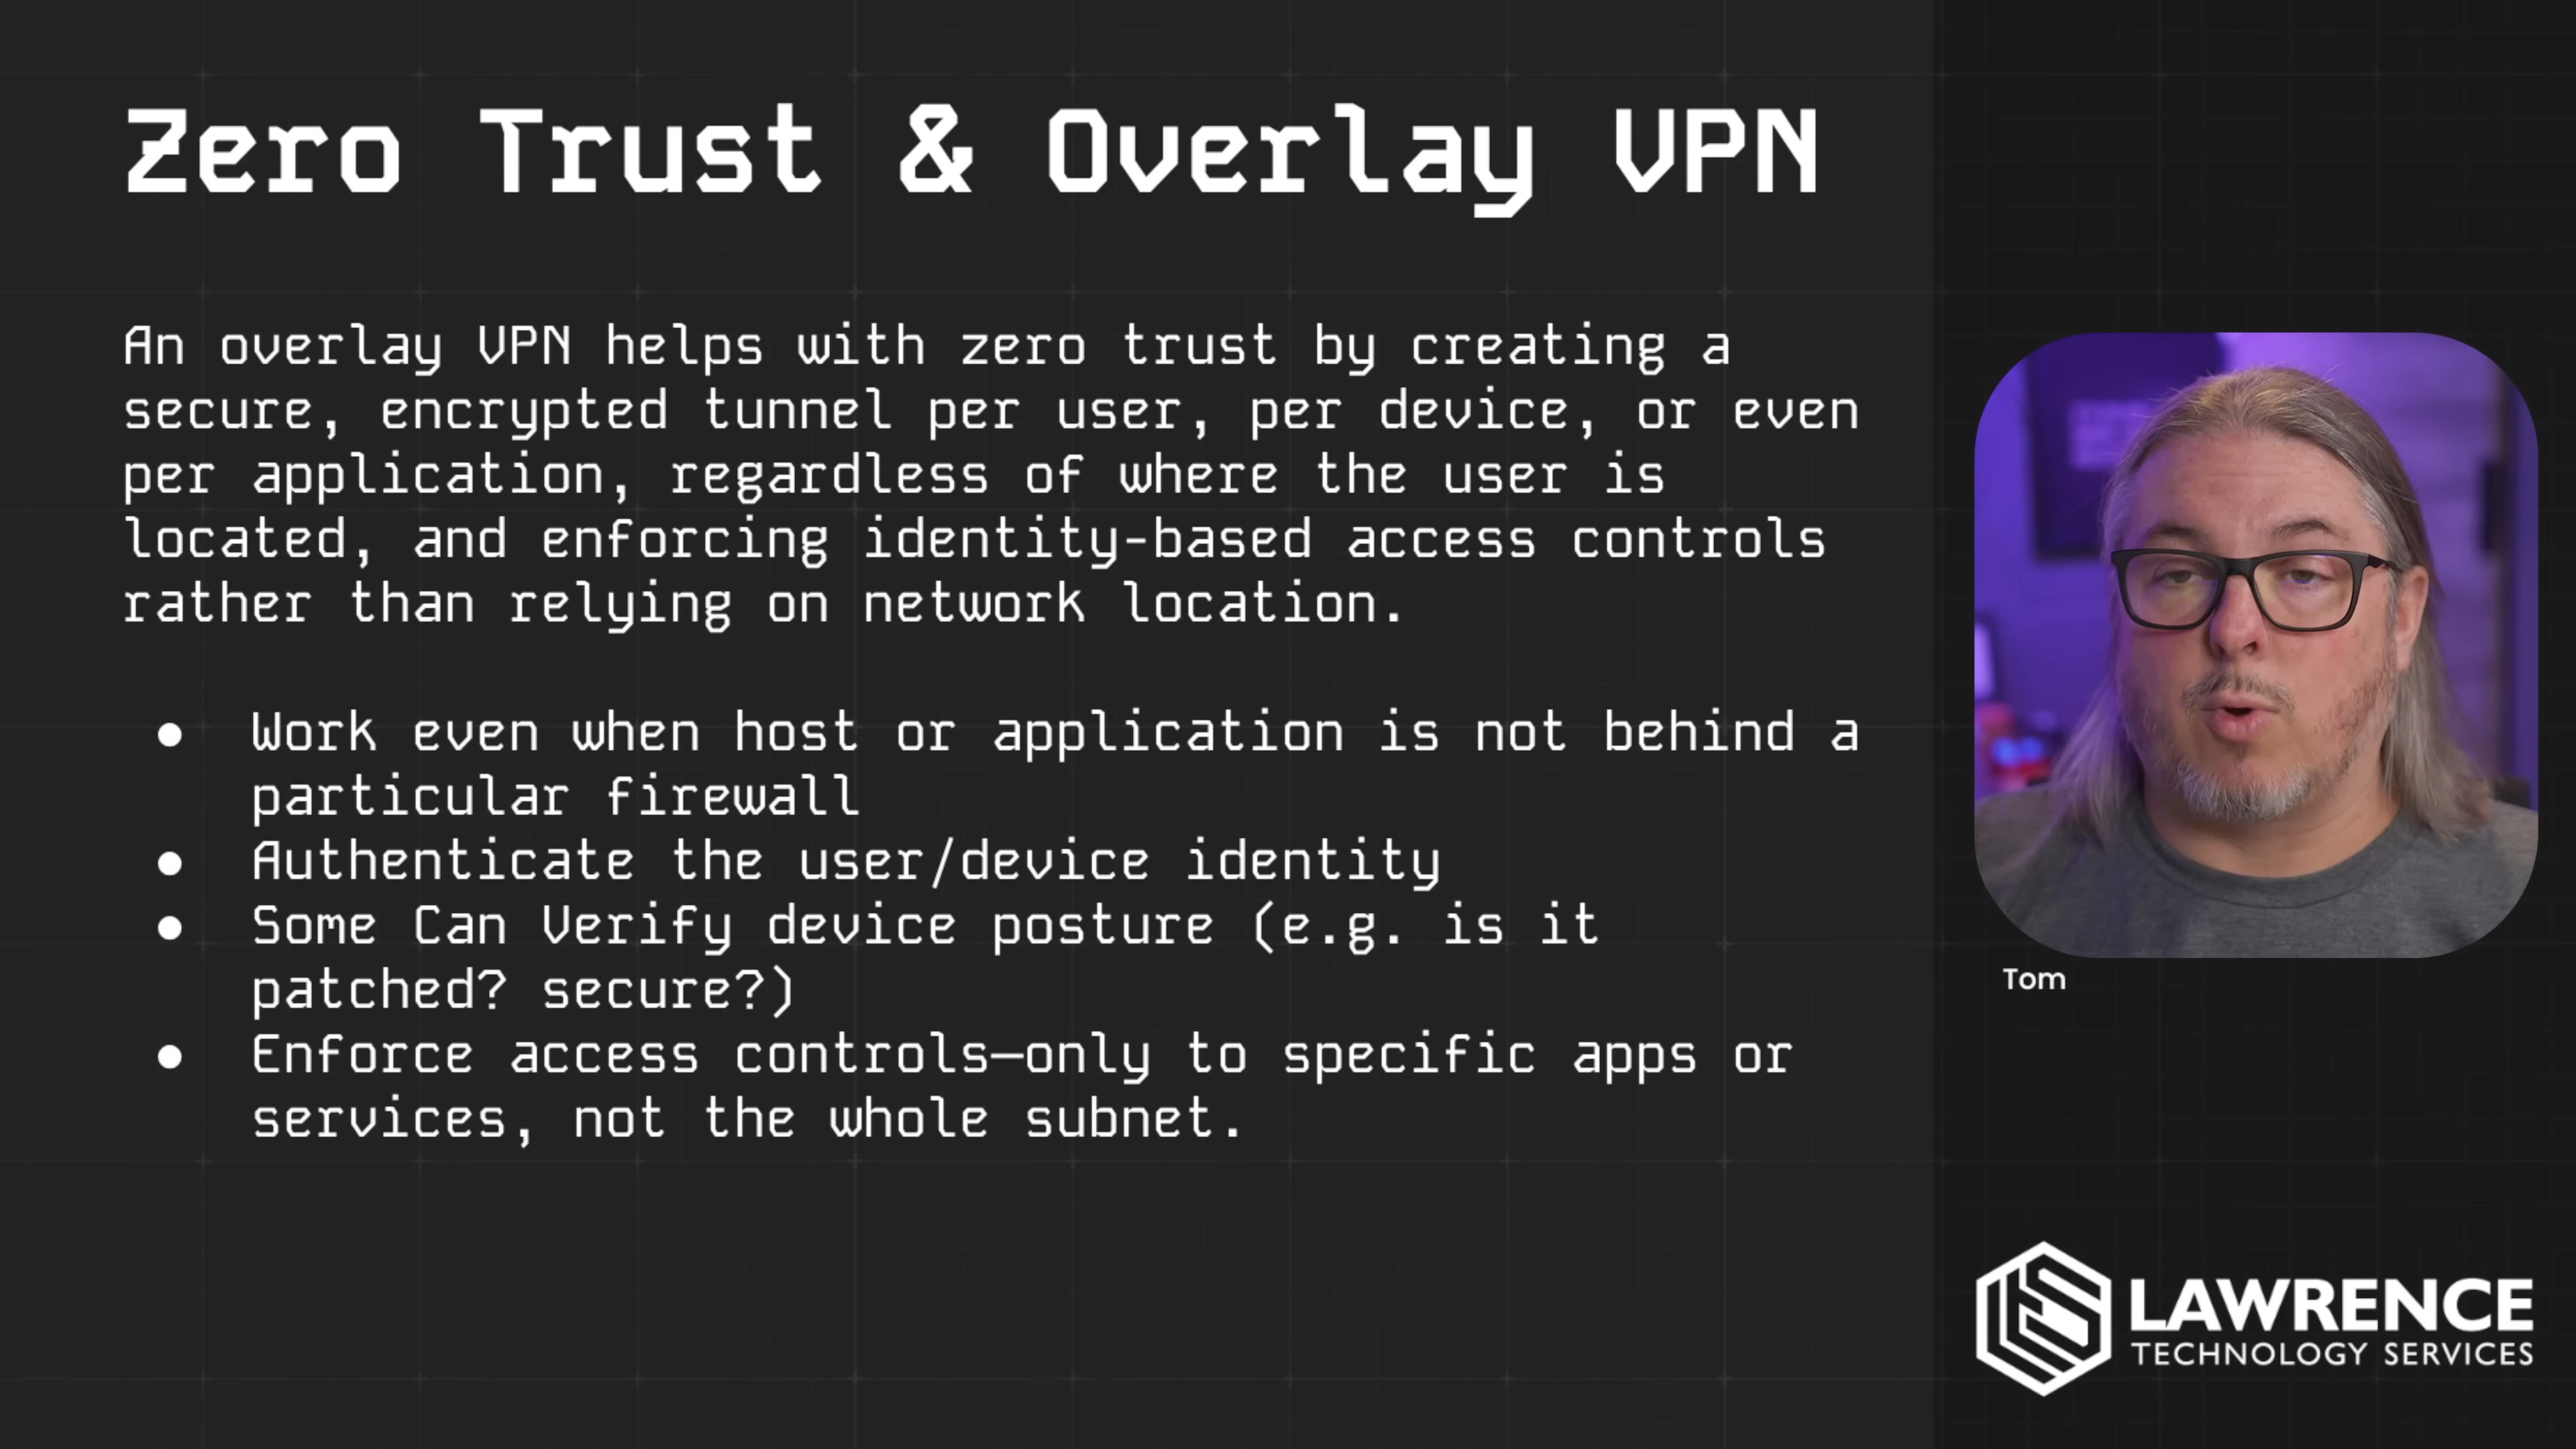 Zero Trust & Overlay VPN
An overlay VPN helps with zero trust by creating a
secure, encrypted tunnel per user, per device, or even
per application, regardless of where the user is
located, and enforcing identity-based access controls
rather than relying on network location.
● Work even when host or application is not behind a
particular firewall
● Authenticate the user/device identity
● Some Can Verify device posture (e.g. is it
patched? secure?)
● Enforce access controls—only to specific apps or
services, not the whole subnet.
Tom
LAWRENCE
TECHNOLOGY SERVICES